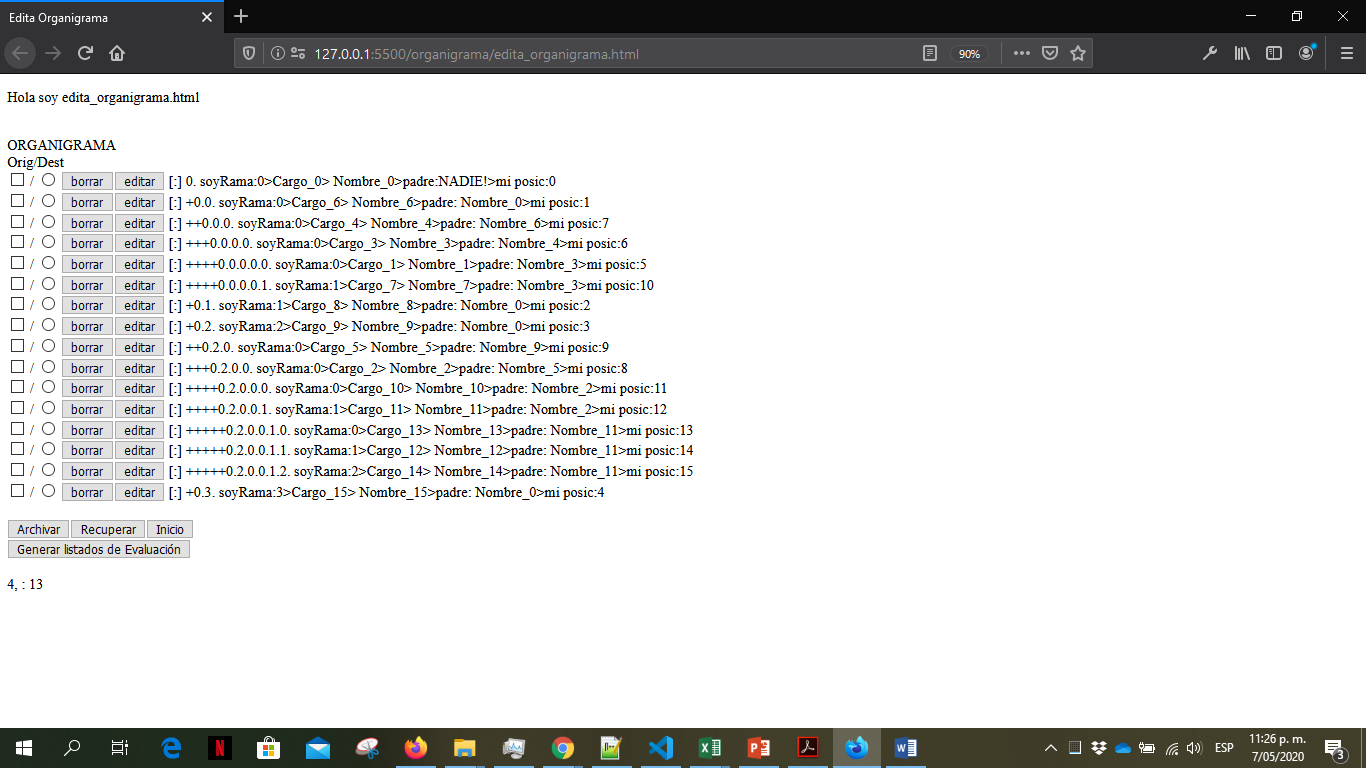 Edita Organigrama
127.0.0.1:5500/organigrama/edita_organigrama.html 90%
Hola soy edita_organigrama.html
ORGANIGRAMA
Orig/Dest
/ borrar editar [:] 0. soyRama:0>Cargo_0> Nombre_0>padre:NADIE!>mi posic:0
/ borrar editar [:] +0.0. soyRama:0>Cargo_6> Nombre_6>padre: Nombre_0>mi posic:1
/ borrar editar [:] ++0.0.0. soyRama:0>Cargo_4> Nombre_4>padre: Nombre_6>mi posic:7
/ borrar editar [:] +++0.0.0.0. soyRama:0>Cargo_3> Nombre_3>padre: Nombre_4>mi posic:6
/ borrar editar [:] ++++0.0.0.0.0. soyRama:0>Cargo_1> Nombre_1>padre: Nombre_3>mi posic:5
/ borrar editar [:] ++++0.0.0.0.1. soyRama:1>Cargo_7> Nombre_7>padre: Nombre_3>mi posic:10
/ borrar editar [:] +0.1. soyRama:1>Cargo_8> Nombre_8>padre: Nombre_0>mi posic:2
/ borrar editar [:] +0.2. soyRama:2>Cargo_9> Nombre_9>padre: Nombre_0>mi posic:3
/ borrar editar [:] ++0.2.0. soyRama:0>Cargo_5> Nombre_5>padre: Nombre_9>mi posic:9
/ borrar editar [:] +++0.2.0.0. soyRama:0>Cargo_2> Nombre_2>padre: Nombre_5>mi posic:8
/ borrar editar [:] ++++0.2.0.0.0. soyRama:0>Cargo_10> Nombre_10>padre: Nombre_2>mi posic:11
/ borrar editar [:] ++++0.2.0.0.1. soyRama:1>Cargo_11> Nombre_11>padre: Nombre_2>mi posic:12
/ borrar editar [:] +++++0.2.0.0.1.0. soyRama:0>Cargo_13> Nombre_13>padre: Nombre_11>mi posic:13
/ borrar editar [:] +++++0.2.0.0.1.1. soyRama:1>Cargo_12> Nombre_12>padre: Nombre_11>mi posic:14
/ borrar editar [:] +++++0.2.0.0.1.2. soyRama:2>Cargo_14> Nombre_14>padre: Nombre_11>mi posic:15
/ borrar editar [:] +0.3. soyRama:3>Cargo_15> Nombre_15>padre: Nombre_0>mi posic:4
Archivar Recuperar Inicio
Generar listados de Evaluación
4, : 13
ESP
11:26 p. m.
7/05/2020
3